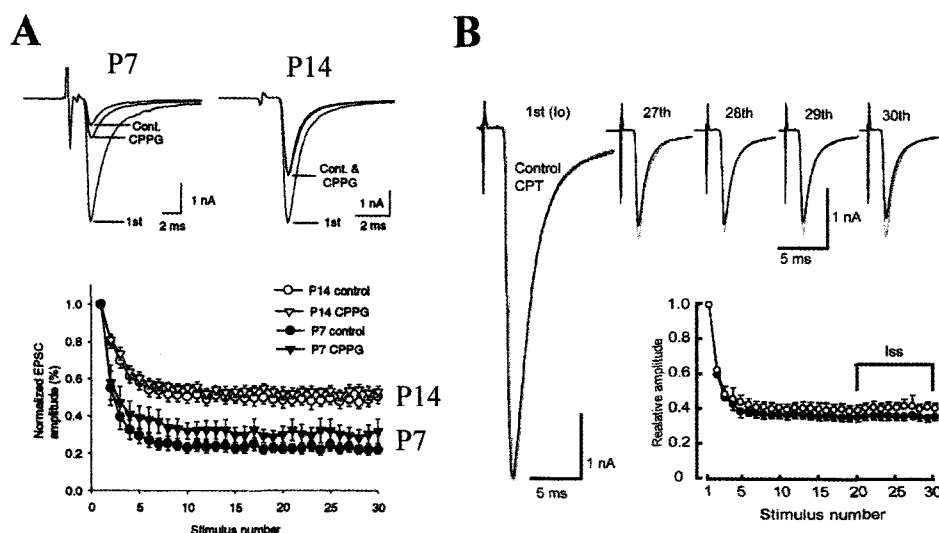 A
P7
P14
Cont.
CPPG
1st
1 nA
2 ms
Cont. &
CPPG
1st
1 nA
2 ms
Normalized EPSC
amplitude (%)
1.0
0.8
0.6
0.4
0.2
0.0
P14 control
P14 CPPG
P7 control
P7 CPPG
P14
P7
0
5
10
15
20
25
30
Stimulus number
B
1st (Io)
27th
28th
29th
30th
Control
CPT
1 nA
5 ms
1 nA
5 ms
Realative amplitude
1.0
0.8
0.6
0.4
0.2
0
Iss
1
5
10
15
20
25
30
Stimulus number